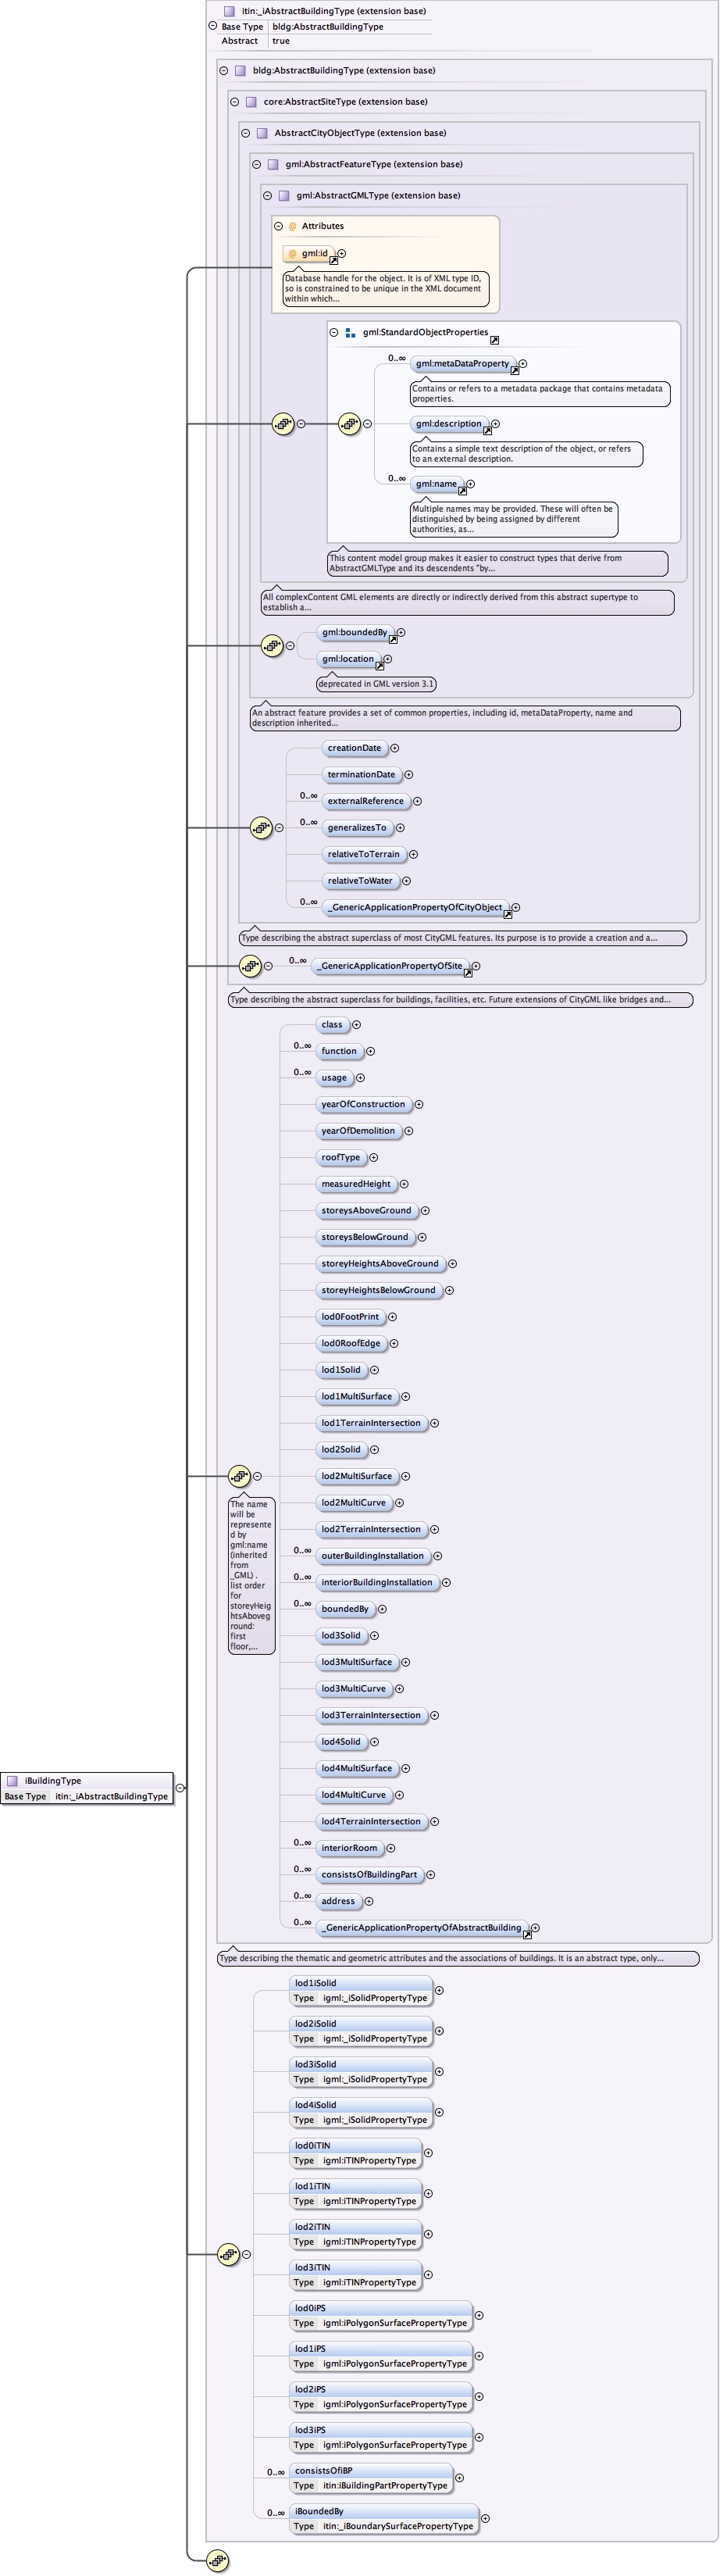 itin:_iAbstractBuildingType (extension base)
Base Type bldg:AbstractBuildingType
Abstract true
bldg:AbstractBuildingType (extension base)
core:AbstractSiteType (extension base)
AbstractCityObjectType (extension base)
gml:AbstractFeatureType (extension base)
gml:AbstractGMLType (extension base)
@ Attributes
@ gml:id
Database handle for the object. It is of XML type ID,
so is constrained to be unique in the XML document
within which...
gml:StandardObjectProperties
0..∞
gml:metaDataProperty
Contains or refers to a metadata package that contains metadata
properties.
gml:description
Contains a simple text description of the object, or refers
to an external description.
0..∞
gml:name
Multiple names may be provided. These will often be
distinguished by being assigned by different
authorities, as...
This content model group makes it easier to construct types that derive from
AbstractGMLType and its descendents "by...
All complexContent GML elements are directly or indirectly derived from this abstract supertype to
establish a...
gml:boundedBy
gml:location
deprecated in GML version 3.1
An abstract feature provides a set of common properties, including id, metaDataProperty, name and
description inherited...
creationDate
terminationDate
0..∞ externalReference
0..∞ generalizesTo
relativeToTerrain
relativeToWater
0..∞ _GenericApplicationPropertyOfCityObject
Type describing the abstract superclass of most CityGML features. Its purpose is to provide a creation and a...
0..∞ _GenericApplicationPropertyOfSite
Type describing the abstract superclass for buildings, facilities, etc. Future extensions of CityGML like bridges and...
class
0..∞ function
0..∞ usage
yearOfConstruction
yearOfDemolition
roofType
measuredHeight
storeysAboveGround
storeysBelowGround
storeyHeightsAboveGround
storeyHeightsBelowGround
lod0FootPrint
lod0RoofEdge
lod1Solid
lod1MultiSurface
lod1TerrainIntersection
lod2Solid
lod2MultiSurface
lod2MultiCurve
lod2TerrainIntersection
0..∞ outerBuildingInstallation
0..∞ interiorBuildingInstallation
0..∞ boundedBy
lod3Solid
lod3MultiSurface
lod3MultiCurve
lod3TerrainIntersection
lod4Solid
lod4MultiSurface
lod4MultiCurve
lod4TerrainIntersection
0..∞ interiorRoom
0..∞ consistsOfBuildingPart
0..∞ address
0..∞ _GenericApplicationPropertyOfAbstractBuilding
The name
will be
represente
d by
gml:name
(inherited
from
_GML) .
list order
for
storeyHeig
htsAboveg
round:
first
floor,...
iBuildingType
Base Type itin:_iAbstractBuildingType
Type describing the thematic and geometric attributes and the associations of buildings. It is an abstract type, only...
lod1iSolid
Type igml:_iSolidPropertyType
lod2iSolid
Type igml:_iSolidPropertyType
lod3iSolid
Type igml:_iSolidPropertyType
lod4iSolid
Type igml:_iSolidPropertyType
lod0iTIN
Type igml:iTINPropertyType
lod1iTIN
Type igml:iTINPropertyType
lod2iTIN
Type igml:iTINPropertyType
lod3iTIN
Type igml:iTINPropertyType
lod0iPS
Type igml:iPolygonSurfacePropertyType
lod1iPS
Type igml:iPolygonSurfacePropertyType
lod2iPS
Type igml:iPolygonSurfacePropertyType
lod3iPS
Type igml:iPolygonSurfacePropertyType
0..∞ consistsOfiBP
Type itin:iBuildingPartPropertyType
0..∞ iBoundedBy
Type itin:_iBoundarySurfacePropertyType